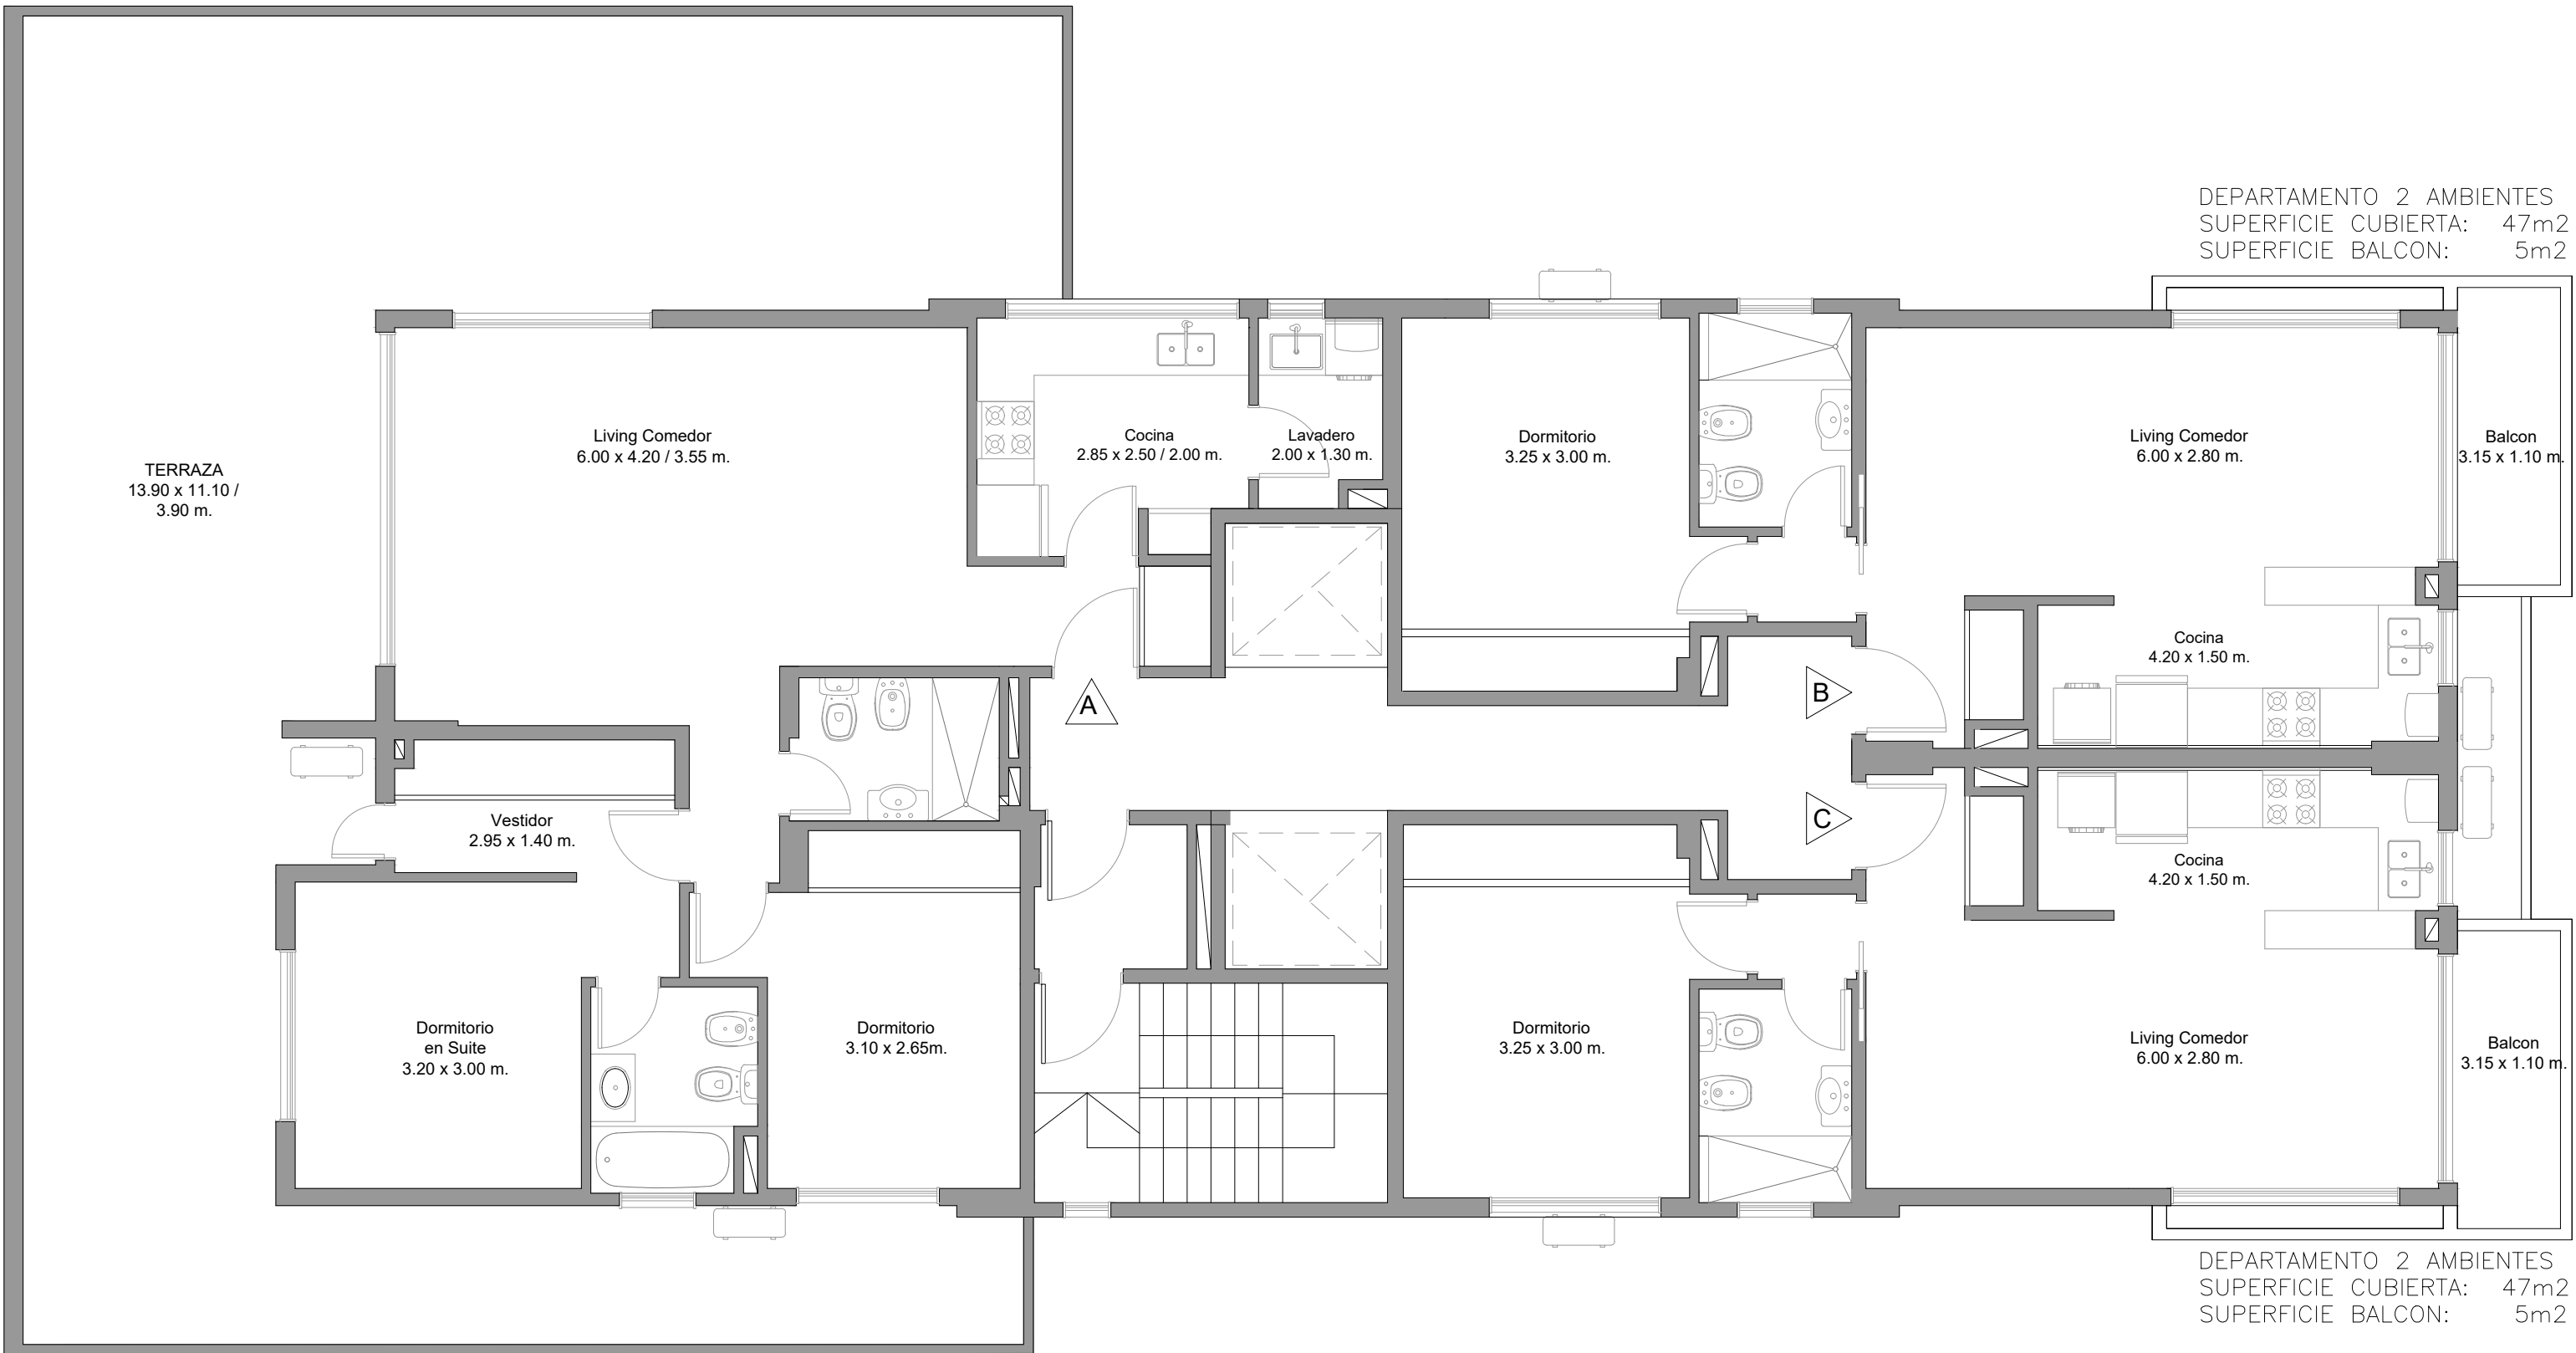 DEPARTAMENTO 2 AMBIENTES
SUPERFICIE CUBIERTA: 47m2
SUPERFICIE BALCON: 5m2
TERRAZA
13.90 x 11.10 /
3.90 m.
Living Comedor
6.00 x 4.20 / 3.55 m.
Cocina
2.85 x 2.50 / 2.00 m.
Lavadero
2.00 x 1.30 m.
Dormitorio
3.25 x 3.00 m.
Living Comedor
6.00 x 2.80 m.
Balcon
3.15 x 1.10 m.
Cocina
4.20 x 1.50 m.
A
B
C
Vestidor
2.95 x 1.40 m.
Cocina
4.20 x 1.50 m.
Dormitorio
en Suite
3.20 x 3.00 m.
Dormitorio
3.10 x 2.65m.
Dormitorio
3.25 x 3.00 m.
Living Comedor
6.00 x 2.80 m.
Balcon
3.15 x 1.10 m.
DEPARTAMENTO 2 AMBIENTES
SUPERFICIE CUBIERTA: 47m2
SUPERFICIE BALCON: 5m2